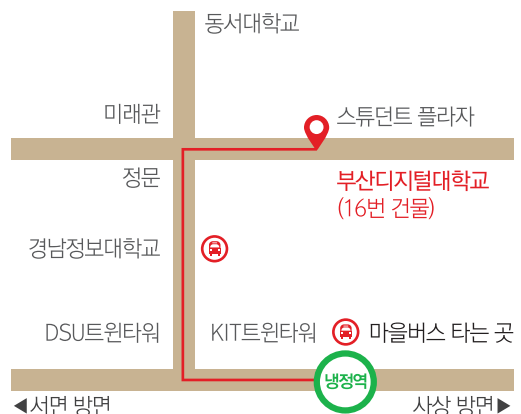 동서대학교
미래관
스튜던트 플라자
정문
부산디지털대학교
(16번 건물)
경남정보대학교
DSU트윈타워
KIT트윈타워
마을버스 타는 곳
냉정역
◀서면 방면
사상 방면▶